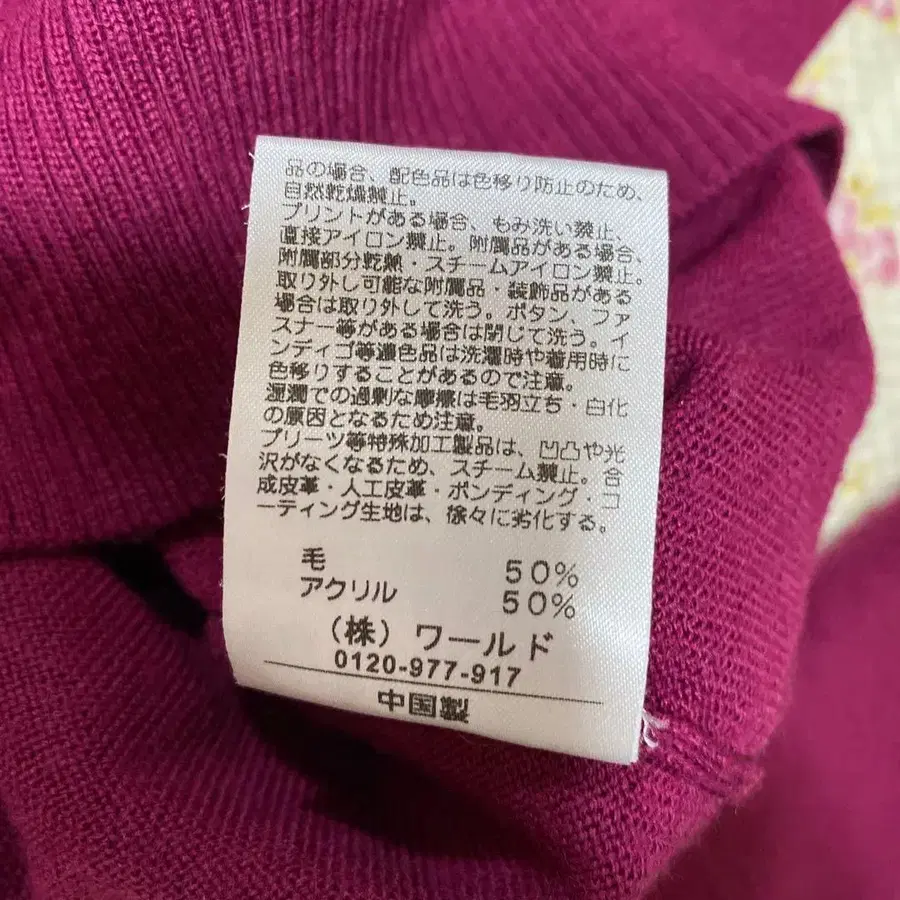 品の場合、配色品は色移り防止のため、
自然乾燥禁止。
プリントがある場合、もみ洗い禁止、
直接アイロン禁止。附属品がある場合、
附属部分乾熱・スチームアイロン禁止。
取り外し可能な附属品・装飾品がある
場合は取り外して洗う。ボタン、ファ
スナー等がある場合は閉じて洗う。イ
ンディゴ等濃色品は洗濯時や着用時に
色移りすることがあるので注意。
湿潤での過剰な摩擦は毛羽立ち・白化
の原因となるため注意。
プリーツ等特殊加工製品は、凹凸や光
沢がなくなるため、スチーム禁止。合
成皮革・人工皮革・ボンディング・コ
ーティング生地は、徐々に劣化する。
毛 50%
アクリル 50%
(株)ワールド
0120-977-917
中国製